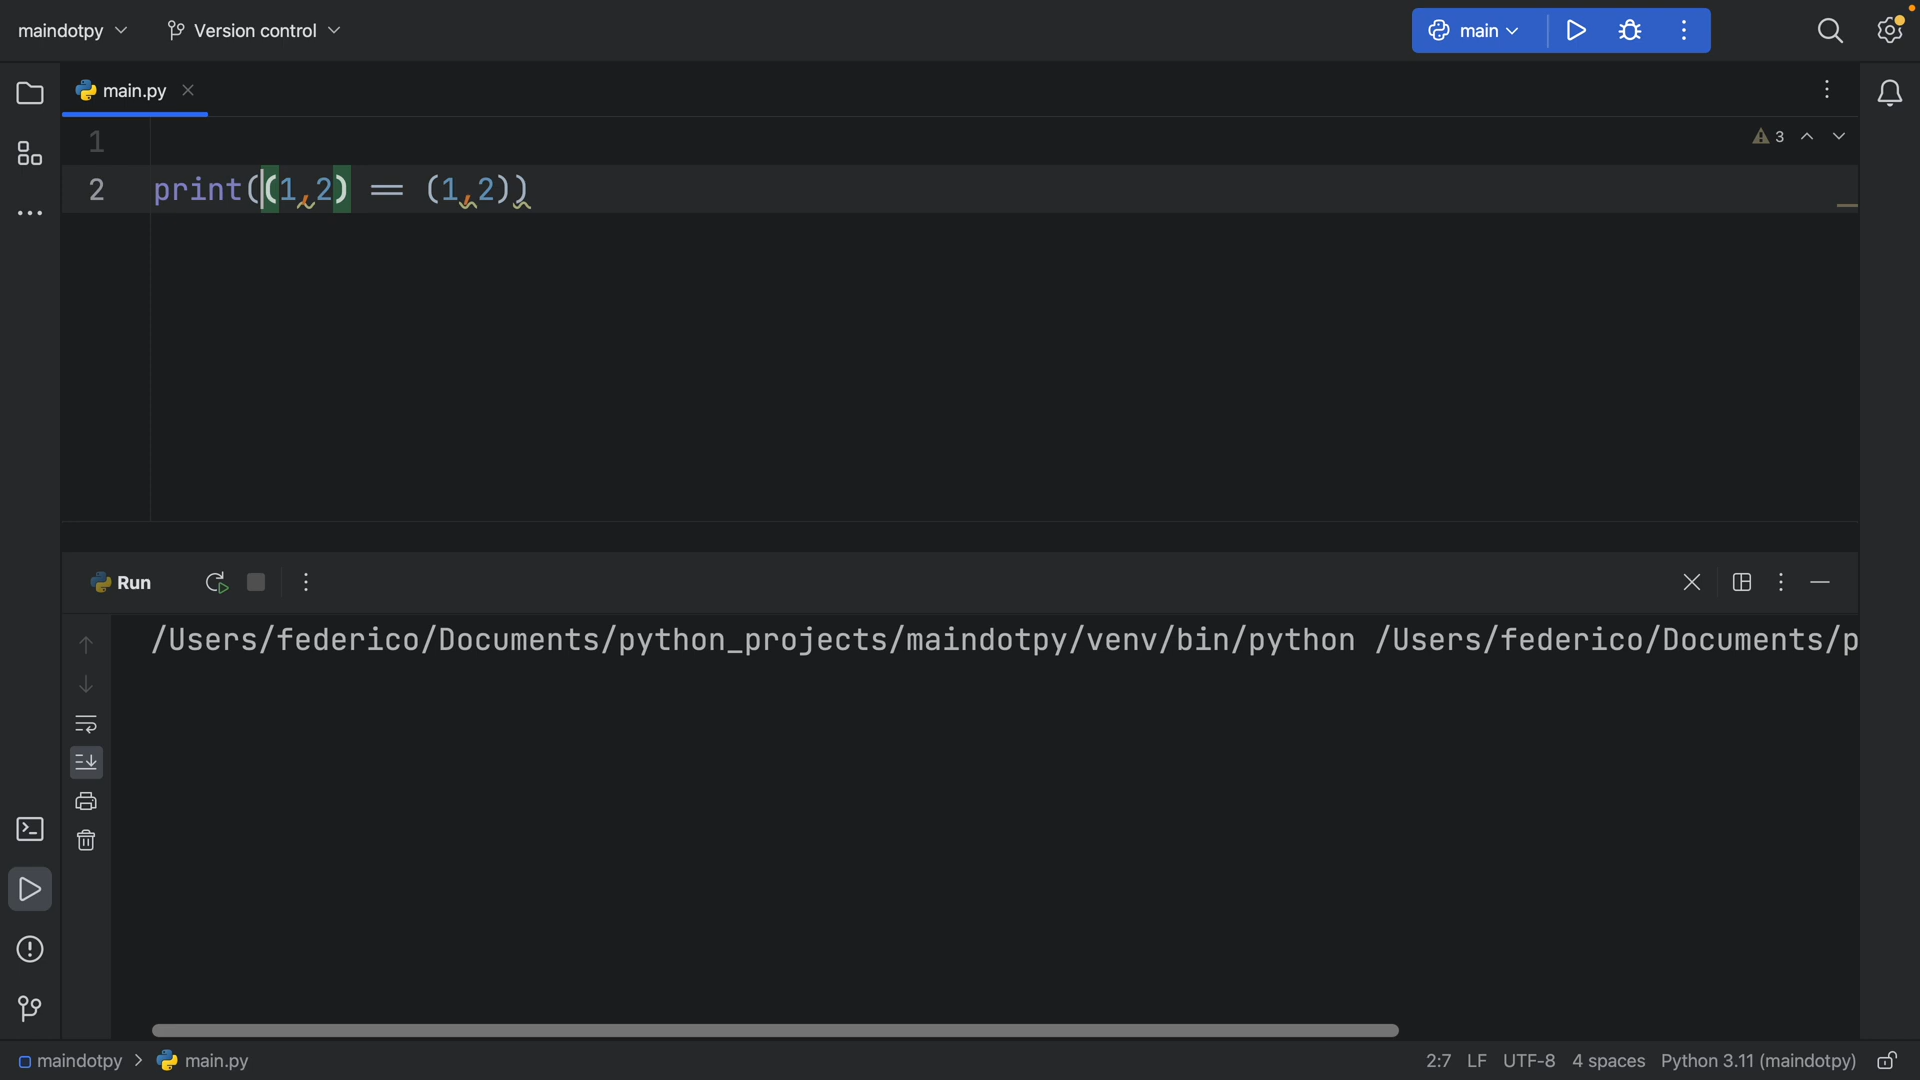 maindotpy Version control main
main.py
1 3
2 print((1,2) == (1,2))
Run
/Users/federico/Documents/python_projects/maindotpy/venv/bin/python /Users/federico/Documents/p
maindotpy > main.py 2:7 LF UTF-8 4 spaces Python 3.11 (maindotpy)